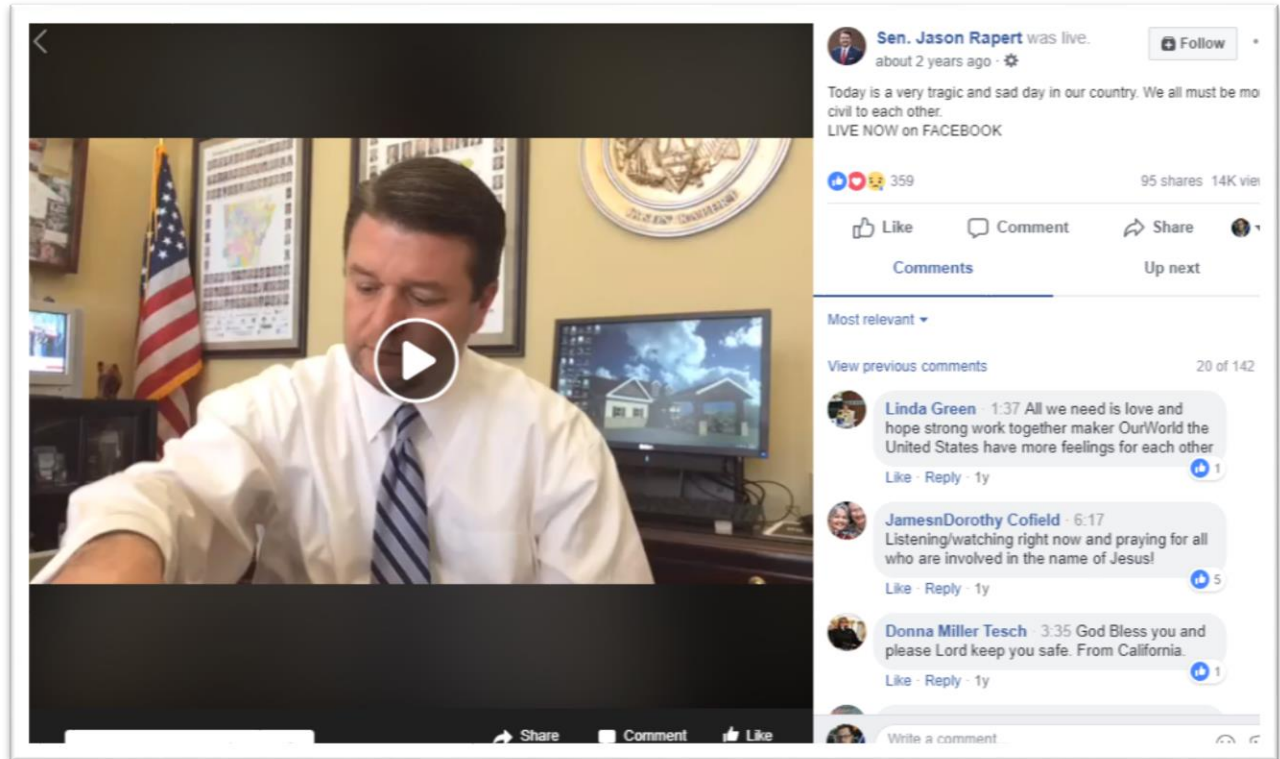 Sen. Jason Rapert was live.
Follow
about 2 years ago ·
Today is a very tragic and sad day in our country. We all must be mo
civil to each other.
LIVE NOW on FACEBOOK
359
95 shares 14K vie
Like
Comment
Share
Comments
Up next
Most relevant
View previous comments
20 of 142
Linda Green · 1:37 All we need is love and
hope strong work together maker OurWorld the
United States have more feelings for each other
1
Like · Reply · 1y
JamesnDorothy Cofield · 6:17
Listening/watching right now and praying for all
who are involved in the name of Jesus!
5
Like · Reply · 1y
Donna Miller Tesch · 3:35 God Bless you and
please Lord keep you safe. From California.
1
Like · Reply · 1y
Write a comment...
Share
Comment
Like